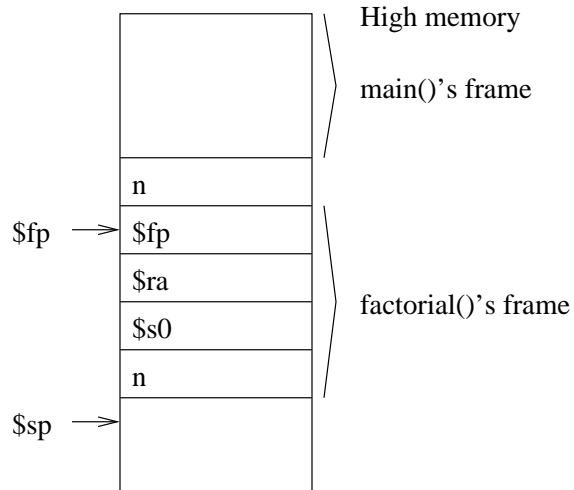 High memory
main()’s frame
n
$fp
$fp
$ra
factorial()’s frame
$s0
n
$sp